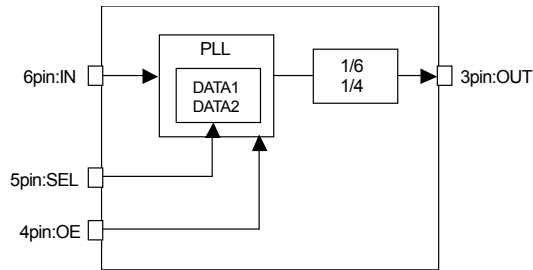 PLL
6pin:IN
DATA1
DATA2
1/6
1/4
3pin:OUT
5pin:SEL
4pin:OE